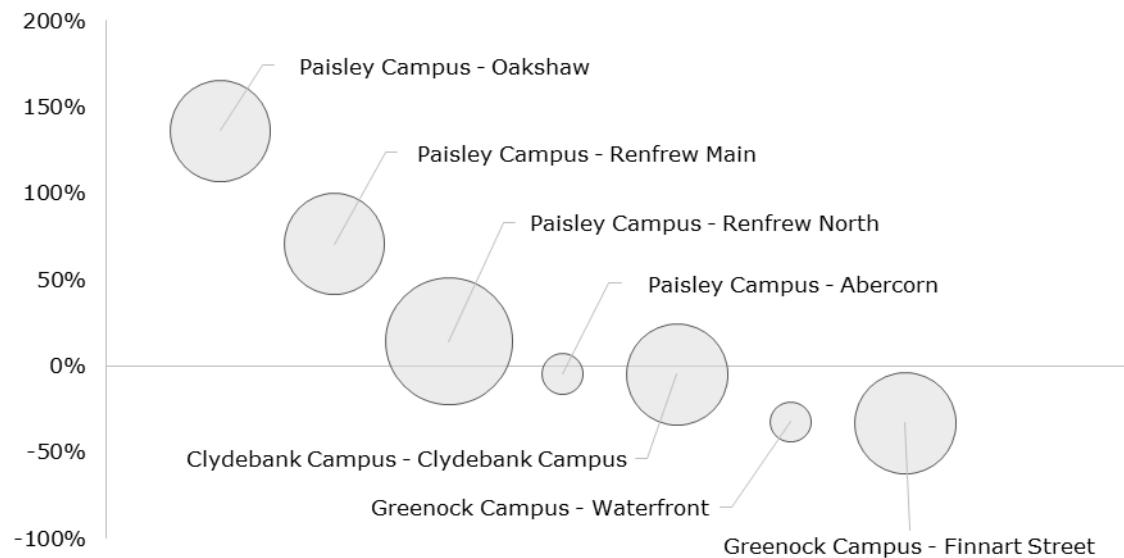 200%
Paisley Campus - Oakshaw
150%
Paisley Campus - Renfrew Main
100%
Paisley Campus - Renfrew North
50%
Paisley Campus - Abercorn
0%
-50%
Clydebank Campus - Clydebank Campus
Greenock Campus - Waterfront
-100%
Greenock Campus - Finnart Street